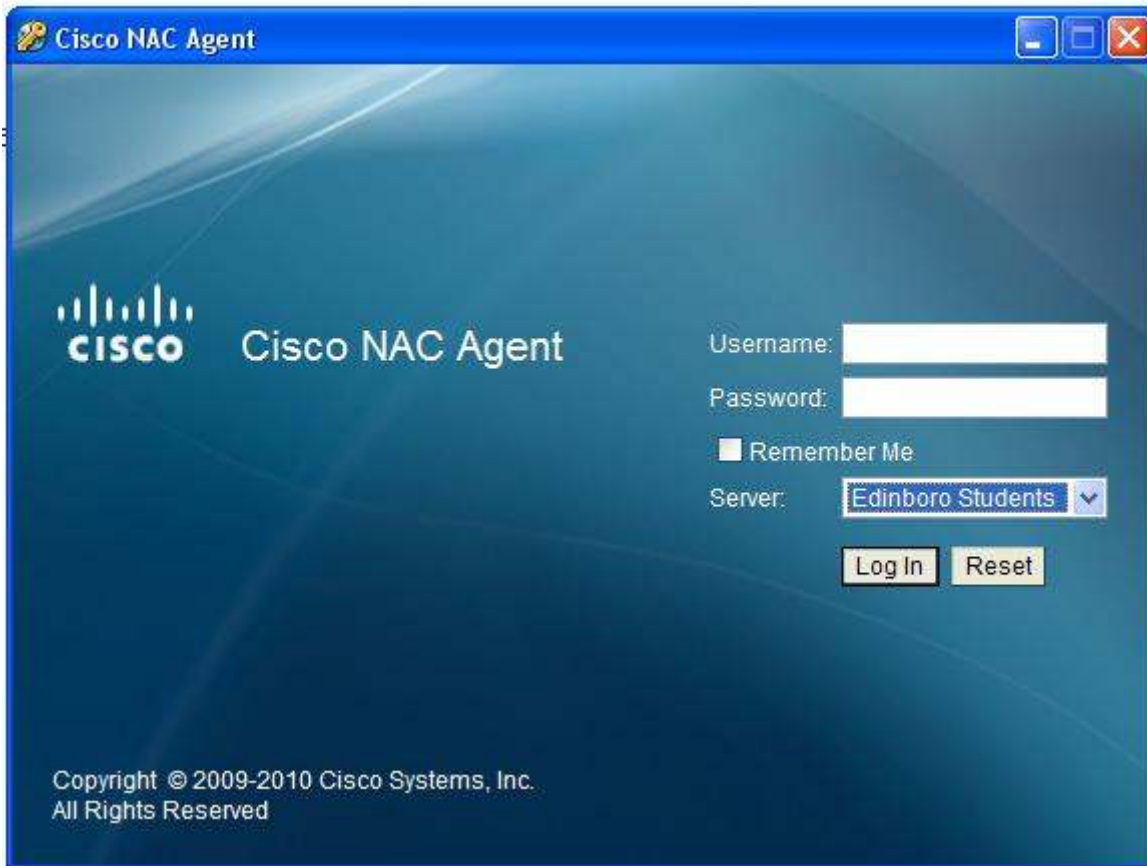 Cisco NAC Agent
CISCO
Cisco NAC Agent
Username:
Password:
Remember Me
Server:
Edinboro Students
Log In
Reset
Copyright © 2009-2010 Cisco Systems, Inc.
All Rights Reserved